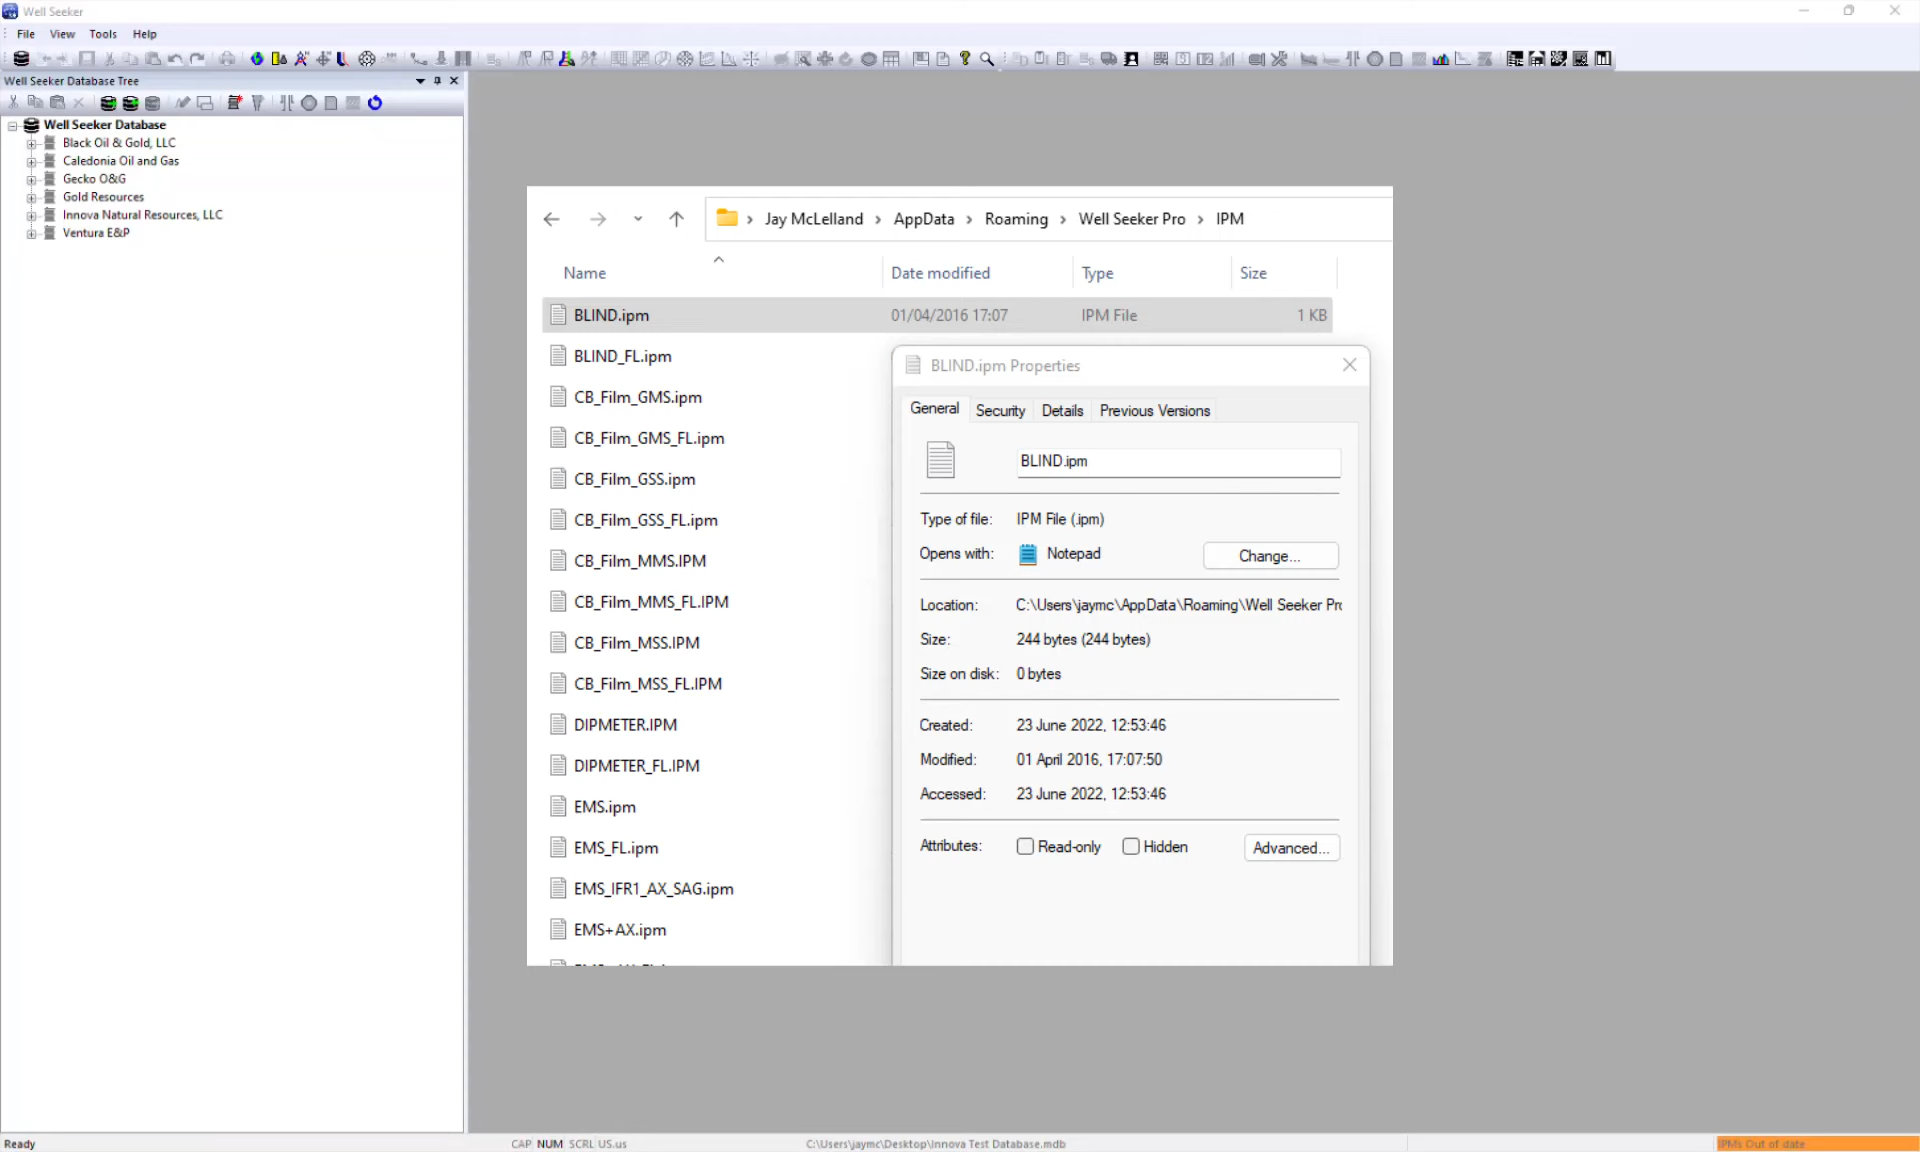 Well Seeker
File View Tools Help
Well Seeker Database Tree
Well Seeker Database
Black Oil & Gold, LLC
Caledonia Oil and Gas
Gecko O&G
Gold Resources
Innova Natural Resources, LLC
Ventura E&P
Jay McLelland > AppData > Roaming > Well Seeker Pro > IPM
Name Date modified Type Size
BLIND.ipm 01/04/2016 17:07 IPM File 1 KB
BLIND_FL.ipm
CB_Film_GMS.ipm
CB_Film_GMS_FL.ipm
CB_Film_GSS.ipm
CB_Film_GSS_FL.ipm
CB_Film_MMS.IPM
CB_Film_MMS_FL.IPM
CB_Film_MSS.IPM
CB_Film_MSS_FL.IPM
DIPMETER.IPM
DIPMETER_FL.IPM
EMS.ipm
EMS_FL.ipm
EMS_IFR1_AX_SAG.ipm
EMS+AX.ipm
BLIND.ipm Properties
General Security Details Previous Versions
BLIND.ipm
Type of file: IPM File (.ipm)
Opens with: Notepad Change...
Location: C:\Users\jaymc\AppData\Roaming\Well Seeker Pro
Size: 244 bytes (244 bytes)
Size on disk: 0 bytes
Created: 23 June 2022, 12:53:46
Modified: 01 April 2016, 17:07:50
Accessed: 23 June 2022, 12:53:46
Attributes: Read-only Hidden Advanced...
Ready CAP NUM SCRL US.us C:\Users\jaymc\Desktop\Innova Test Database.mdb IPMs Out of date